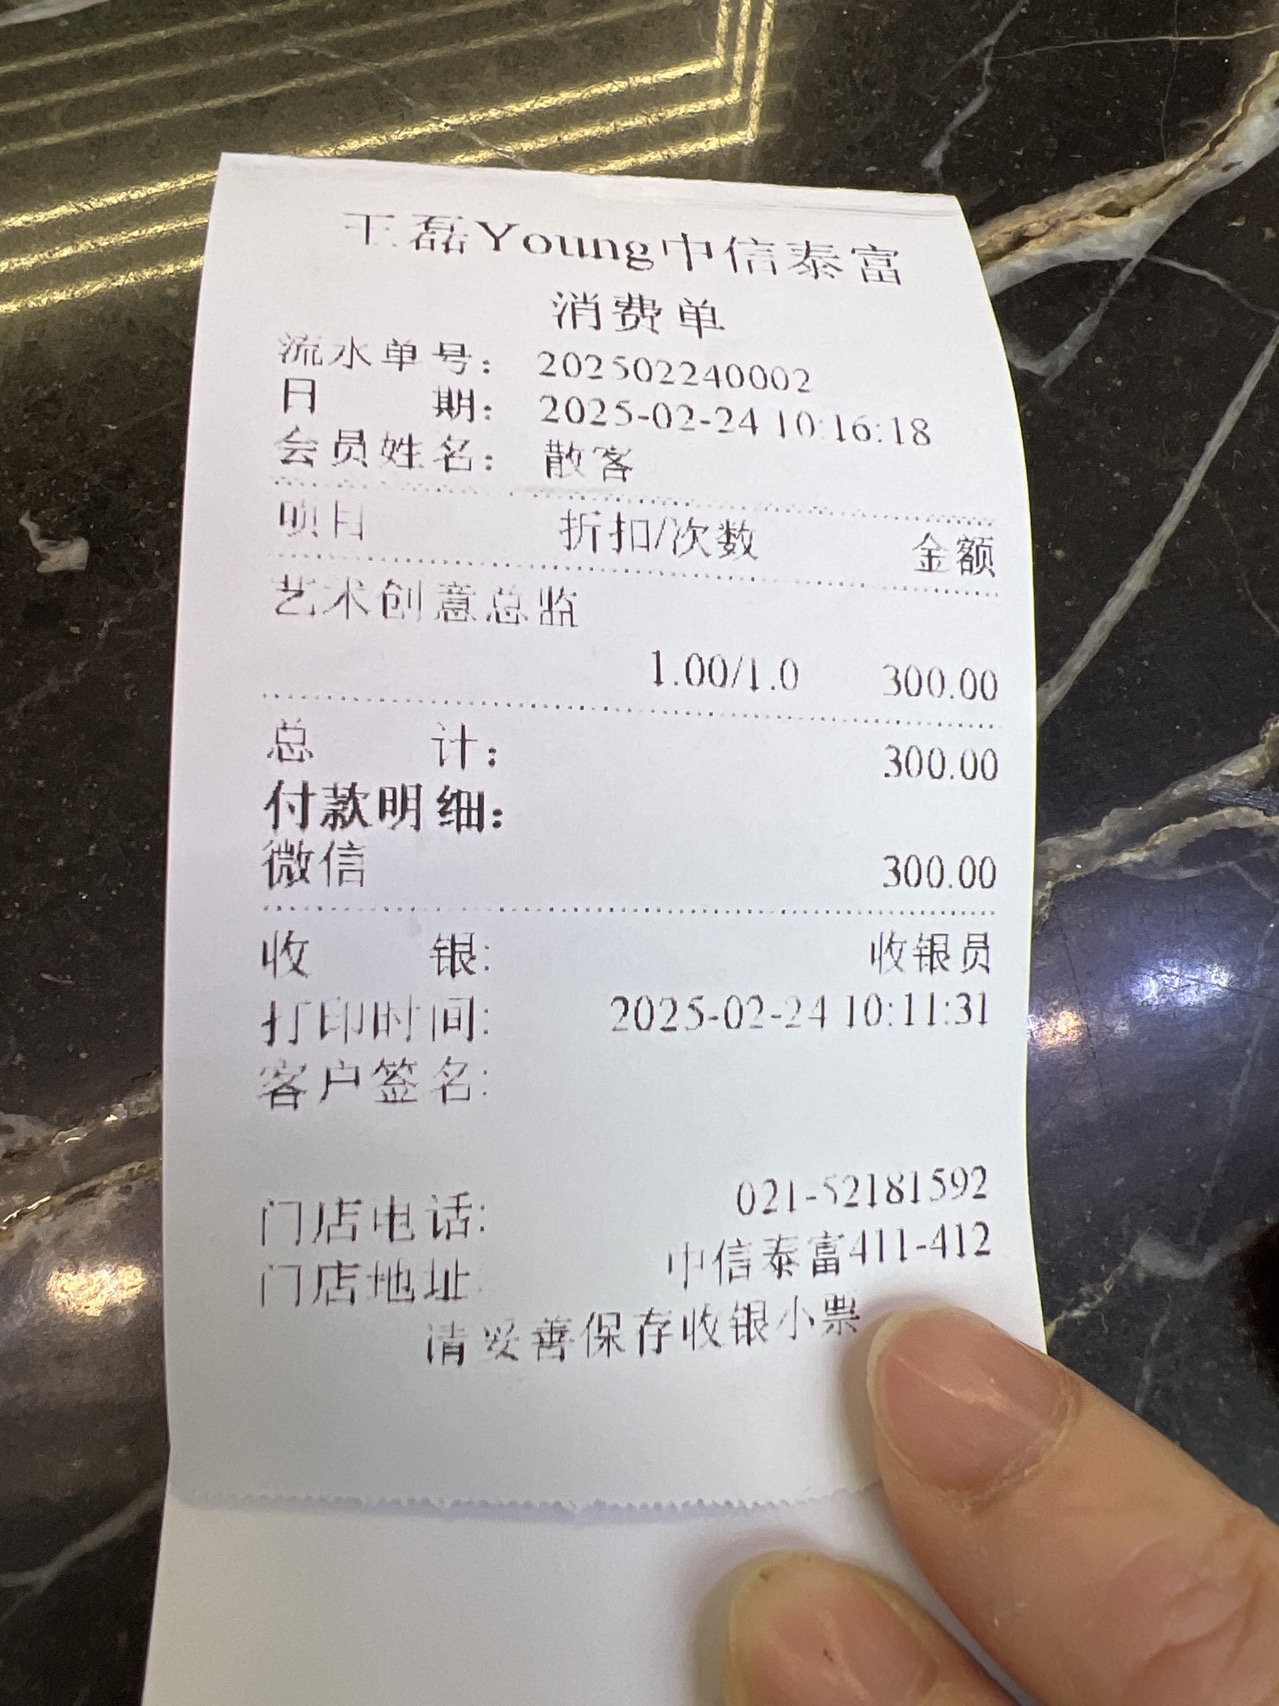 王磊Young中信泰富
消费单
流水单号： 202502240002
日 期： 2025-02-24 10:16:18
会员姓名： 散客
项目 折扣/次数 金额
艺术创意总监
1.00/1.0 300.00
总 计： 300.00
付款明细：
微信 300.00
收 银: 收银员
打印时间: 2025-02-24 10:11:31
客户签名:
门店电话: 021-52181592
门店地址: 中信泰富411-412
请妥善保存收银小票